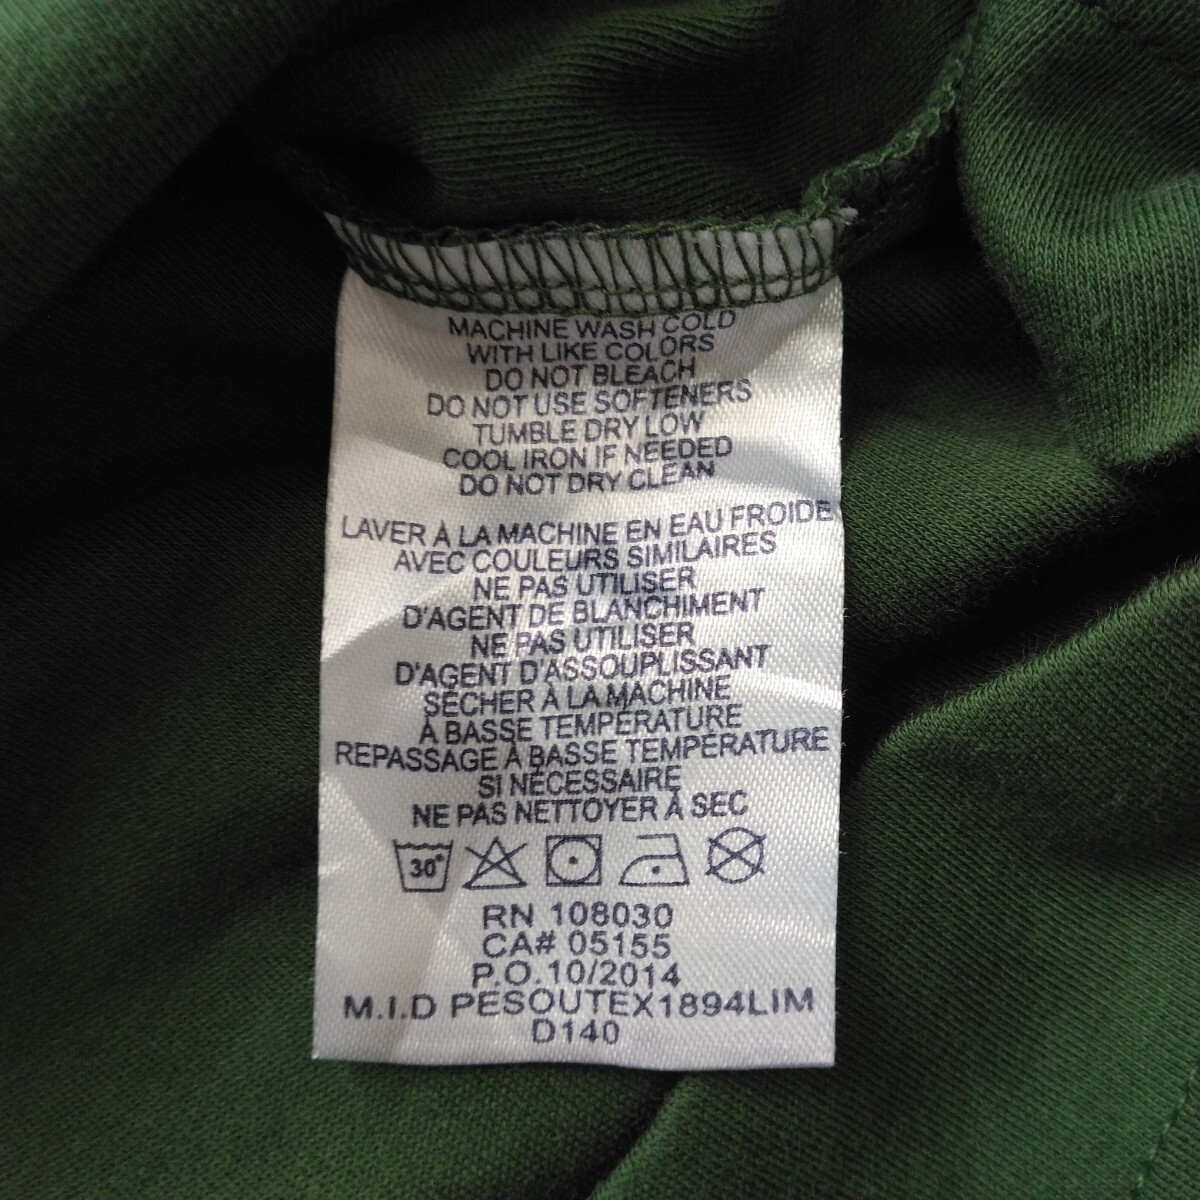 MACHINE WASH COLD
WITH LIKE COLORS
DO NOT BLEACH
DO NOT USE SOFTENERS
TUMBLE DRY LOW
COOL IRON IF NEEDED
DO NOT DRY CLEAN
LAVER À LA MACHINE EN EAU FROIDE
AVEC COULEURS SIMILAIRES
NE PAS UTILISER
D'AGENT DE BLANCHIMENT
NE PAS UTILISER
D'AGENT D'ASSOUPLISSANT
SÉCHER À LA MACHINE
À BASSE TEMPÉRATURE
REPASSAGE À BASSE TEMPÉRATURE
SI NÉCESSAIRE
NE PAS NETTOYER À SEC
30°
RN 108030
CA# 05155
P.O.10/2014
M.I.D PESOUTEX1894LIM
D140